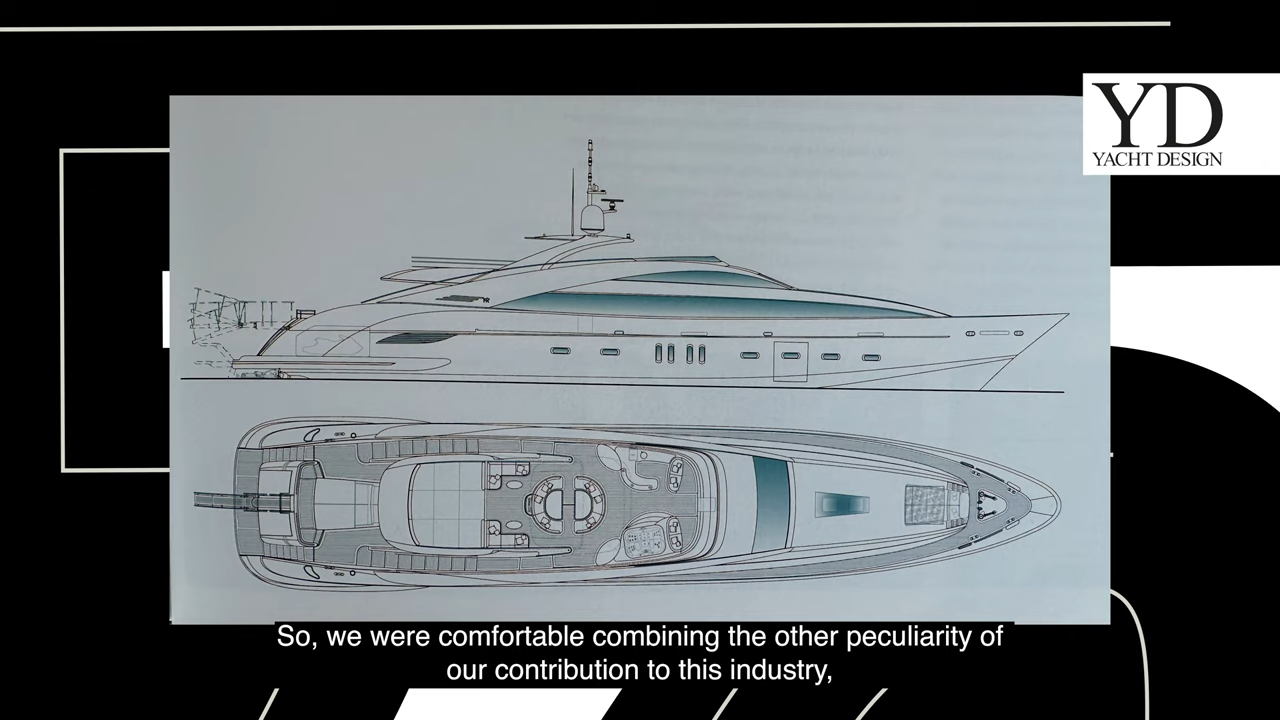 YD
YACHT DESIGN
So, we were comfortable combining the other peculiarity of
our contribution to this industry,